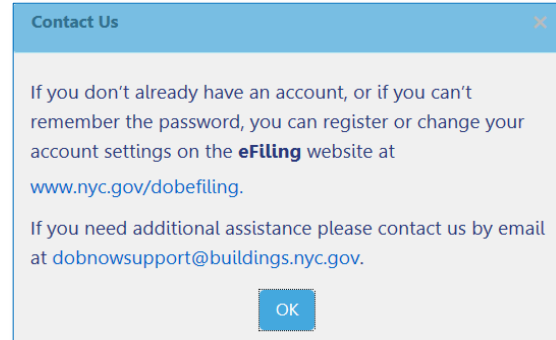 Contact Us
If you don't already have an account, or if you can't
remember the password, you can register or change your
account settings on the eFiling website at
www.nyc.gov/dobefiling.
If you need additional assistance please contact us by email
at dobnowsupport@buildings.nyc.gov.
OK